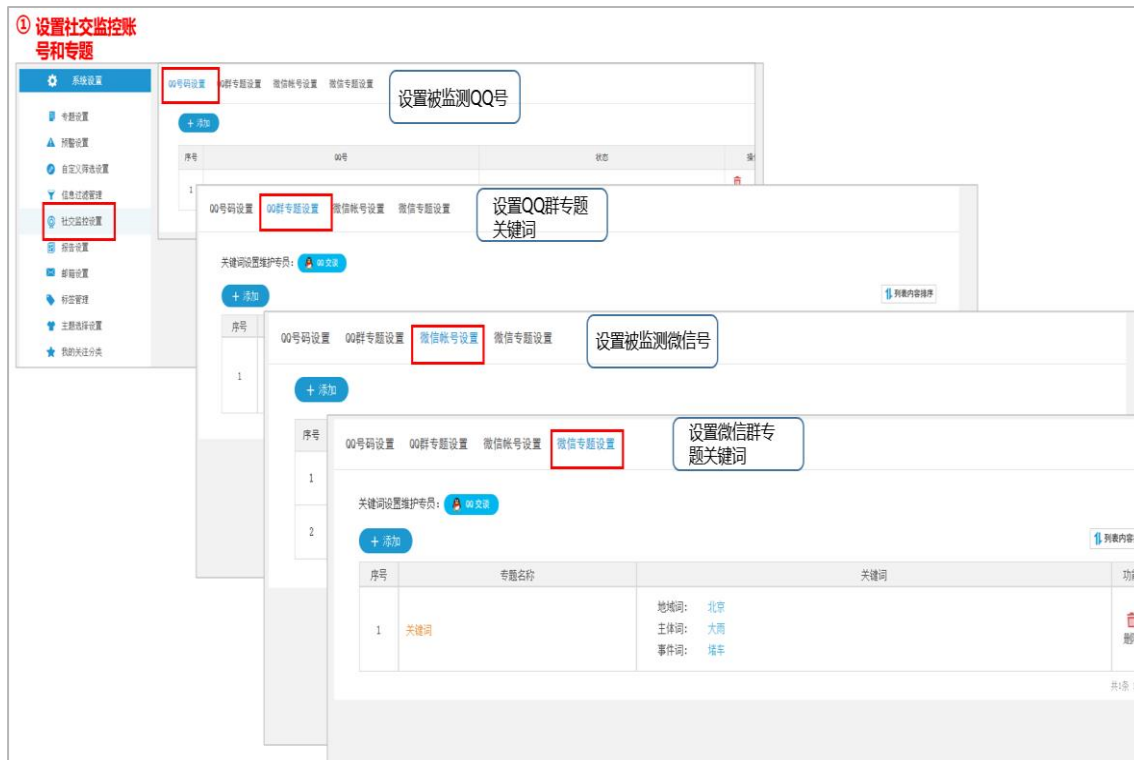 ① 设置社交监控账
号和专题
系统设置
专题设置
预警设置
自定义筛选设置
信息过滤管理
社交监控设置
报告设置
邮箱设置
标签管理
主题选择设置
我的关注分类
QQ号码设置 QQ群专题设置 微信帐号设置 微信专题设置
设置被监测QQ号
+ 添加
序号 QQ号 状态
1
QQ号码设置 QQ群专题设置 微信帐号设置 微信专题设置
设置QQ群专题
关键词
关键词设置维护专员: QQ交谈
+ 添加
列表内容排序
序号
1
QQ号码设置 QQ群专题设置 微信帐号设置 微信专题设置
设置被监测微信号
+ 添加
序号
1
2
QQ号码设置 QQ群专题设置 微信帐号设置 微信专题设置
设置微信群专
题关键词
关键词设置维护专员: QQ交谈
+ 添加
列表内容
序号 专题名称 关键词
1 关键词
地域词: 北京
主体词: 大雨
事件词: 堵车
共1条